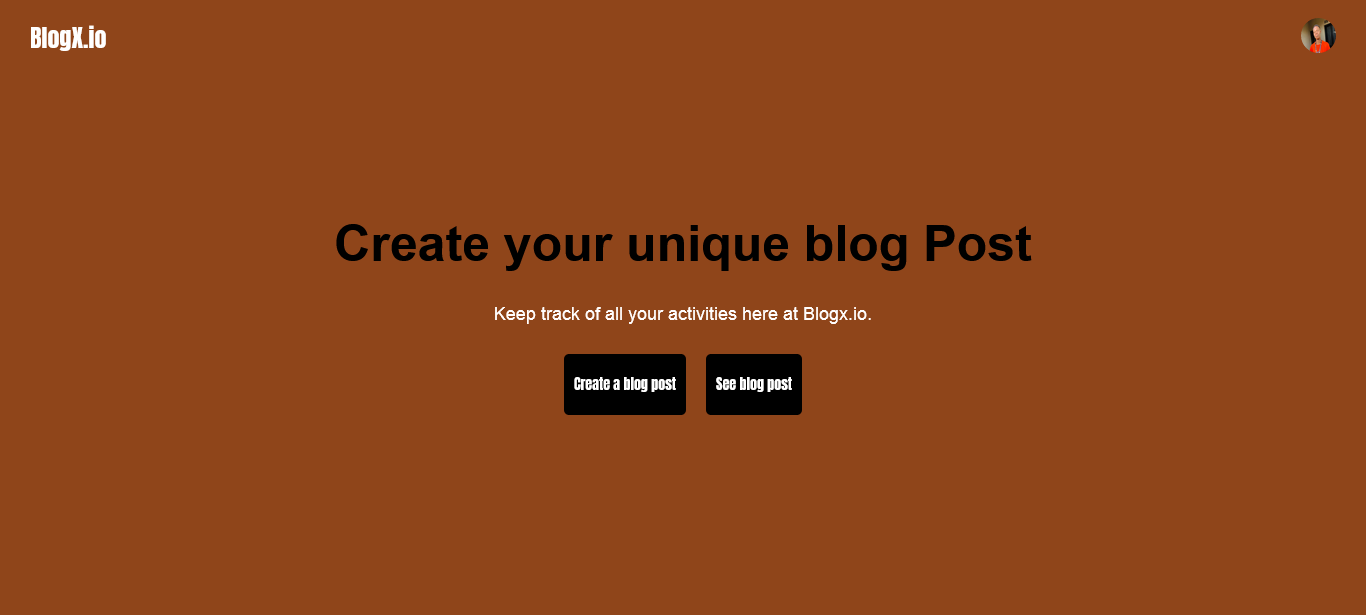 BlogX.io
Create your unique blog Post
Keep track of all your activities here at Blogx.io.
Create a blog post
See blog post